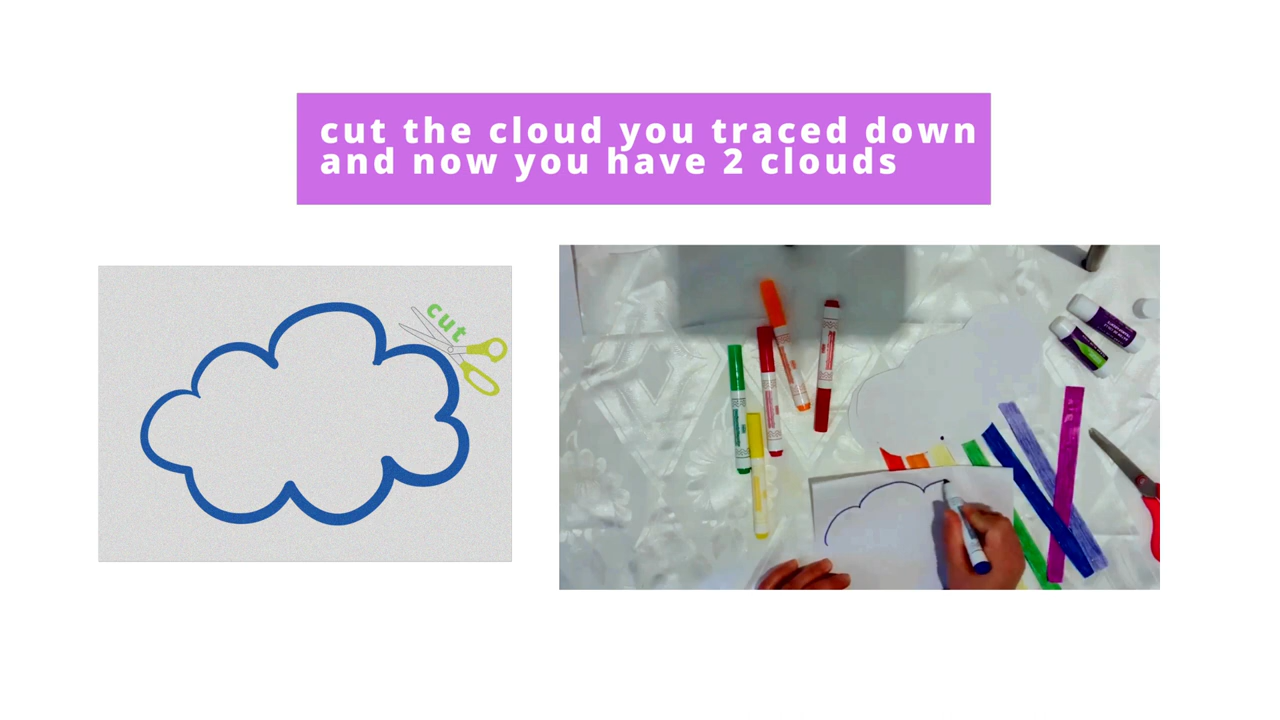 cut the cloud you traced down
and now you have 2 clouds
cut